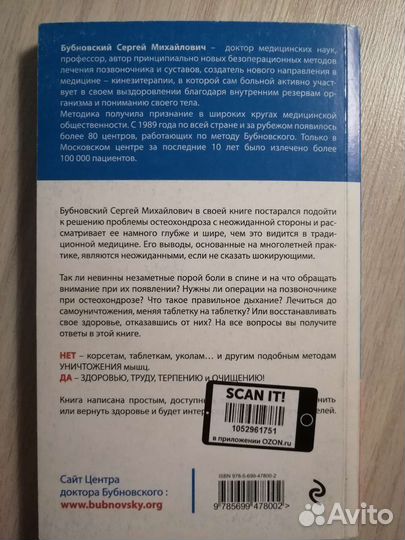 Бубновский Сергей Михайлович – доктор медицинских наук,
профессор, автор принципиально новых безоперационных методов
лечения позвоночника и суставов, создатель нового направления в
медицине – кинезитерапии, в которой сам больной активно участ-
вует в своем выздоровлении благодаря внутренним резервам ор-
ганизма и пониманию своего тела.
Методика получила признание в широких кругах медицинской
общественности. С 1989 года по всей стране и за рубежом появилось
более 80 центров, работающих по методу Бубновского. Только в
Московском центре за последние 10 лет было излечено более
100 000 пациентов.
Бубновский Сергей Михайлович в своей книге постарался подойти
к решению проблемы остеохондроза с неожиданной стороны и рас-
сматривает ее намного глубже и шире, чем это видится в тра-
диционной медицине. Его выводы, основанные на многолетней прак-
тике, являются неожиданными, если не сказать шокирующими.
Так ли невинны незаметные порой боли в спине и на что обращать
внимание при их появлении? Нужны ли операции на позвоночнике
при остеохондрозе? Что такое правильное дыхание? Лечиться до
самоуничтожения, меняя таблетку на таблетку? Или восстанавливать
свое здоровье, отказавшись от них? На все вопросы вы получите
ответы в этой книге.
НЕТ – корсетам, таблеткам, уколам... и другим подобным методам
УНИЧТОЖЕНИЯ мышц.
ДА – ЗДОРОВЬЮ, ТРУДУ, ТЕРПЕНИЮ и ОЧИЩЕНИЮ!
Книга написана простым, доступн
или вернуть здоровье и будет интер
SCAN IT!
1052961751
в приложении OZON.ru
Сайт Центра
доктора Бубновского :
www.bubnovsky.org
ISBN 978-5-699-47800-2
9 785699 478002 >
Avito